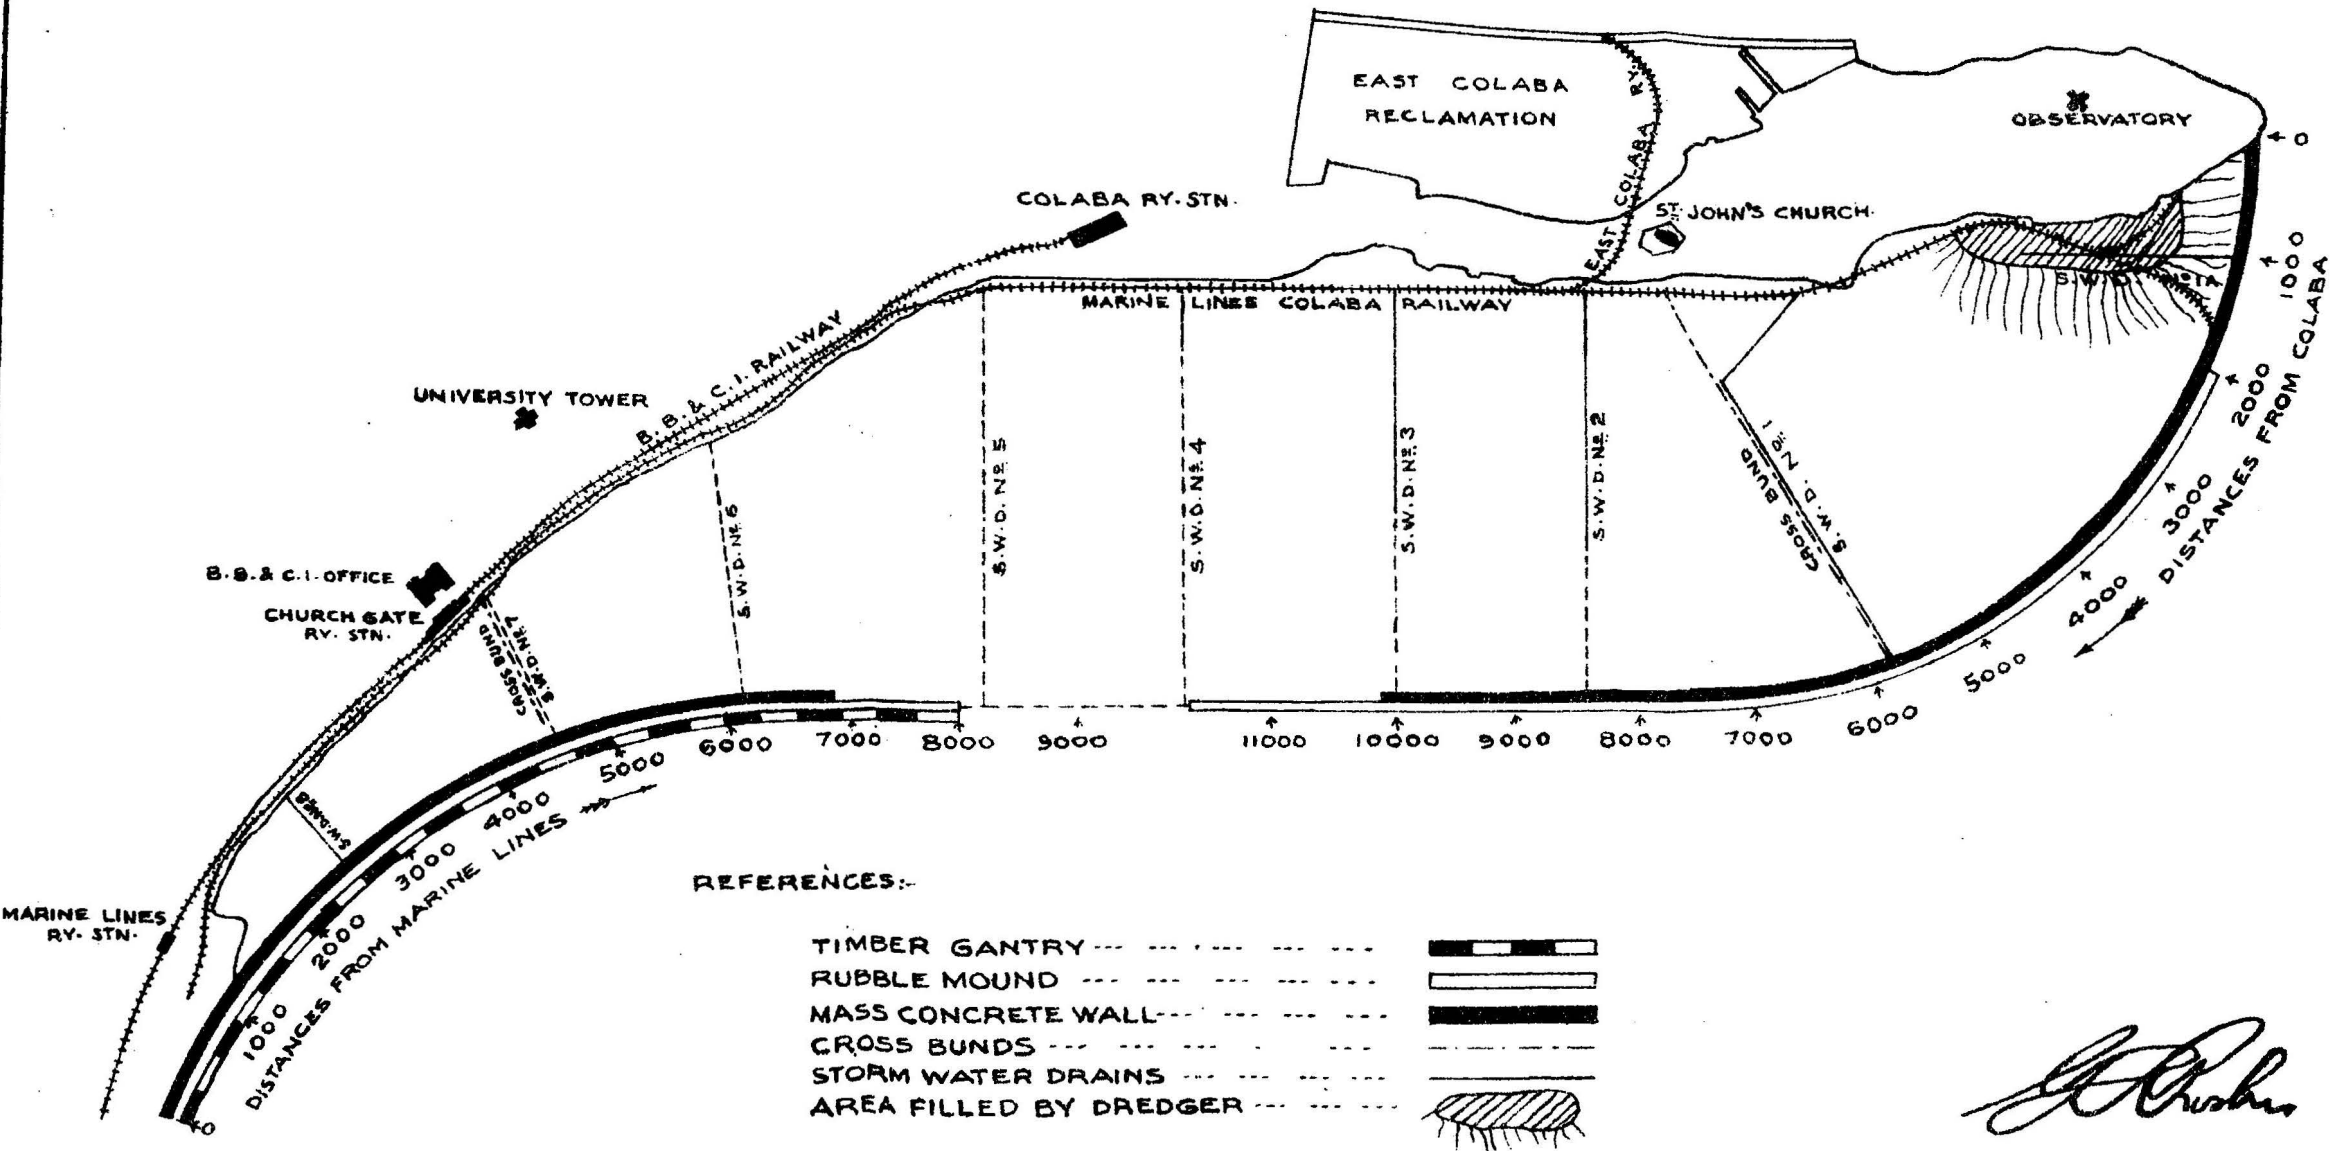 EAST COLABA
RECLAMATION
EAST COLABA RY.
OBSERVATORY
0
1000
2000
3000
4000
5000
6000
7000
8000
9000
10000
11000
DISTANCES FROM COLABA
COLABA RY. STN.
ST. JOHN'S CHURCH.
MARINE LINES COLABA RAILWAY
B. B. & C. I. RAILWAY
UNIVERSITY TOWER
B. B. & C. I. OFFICE
CHURCH GATE
RY. STN.
MARINE LINES
RY. STN.
S.W.D. Nº 8
CROSS BUND
S.W.D. Nº 7
S.W.D. Nº 6
S.W.D. Nº 5
S.W.D. Nº 4
S.W.D. Nº 3
S.W.D. Nº 2
CROSS BUND
S.W.D. Nº 1
S.W.D.
0
1000
2000
3000
4000
5000
6000
7000
8000
9000
DISTANCES FROM MARINE LINES
REFERENCES:-
TIMBER GANTRY
RUBBLE MOUND
MASS CONCRETE WALL
CROSS BUNDS
STORM WATER DRAINS
AREA FILLED BY DREDGER